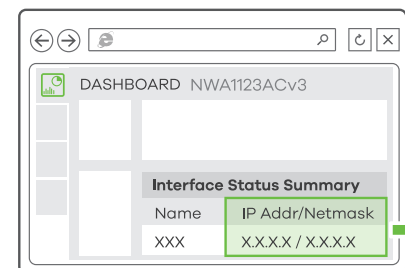 DASHBOARD NWA1123ACv3
Interface Status Summary
Name IP Addr/Netmask
XXX X.X.X.X / X.X.X.X